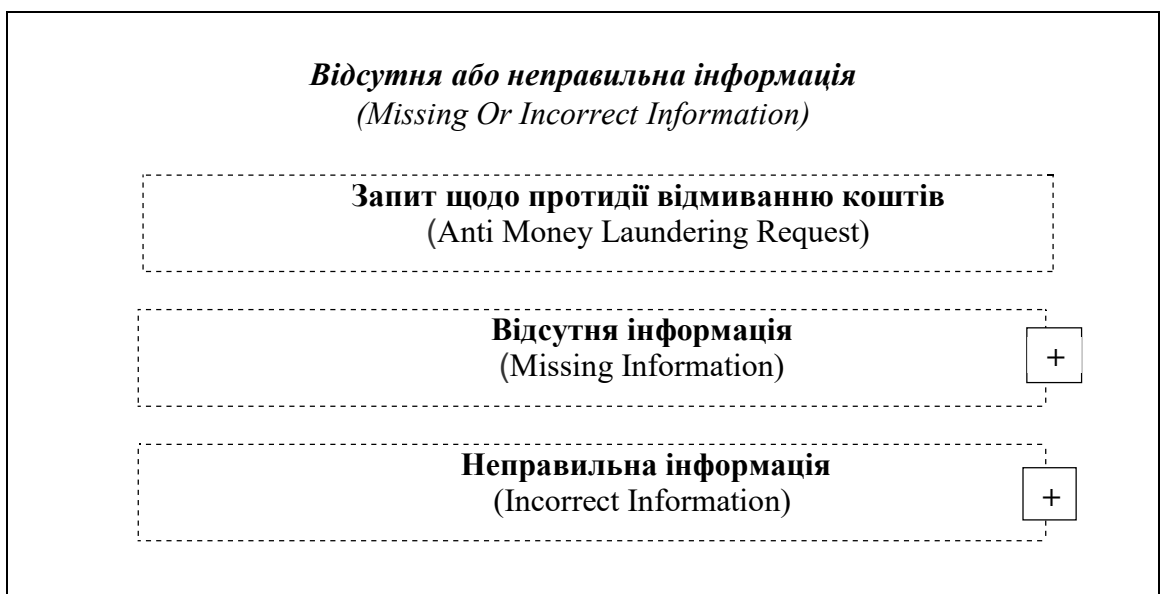 Відсутня або неправильна інформація
(Missing Or Incorrect Information)
Запит щодо протидії відмиванню коштів
(Anti Money Laundering Request)
Відсутня інформація
(Missing Information)
+
Неправильна інформація
(Incorrect Information)
+